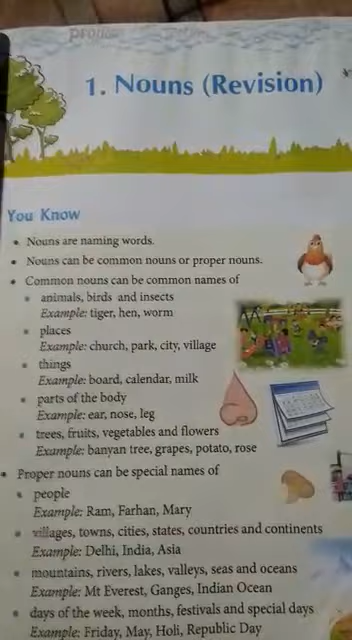 1. Nouns (Revision)
You Know
• Nouns are naming words.
• Nouns can be common nouns or proper nouns.
• Common nouns can be common names of
• animals, birds and insects
Example: tiger, hen, worm
• places
Example: church, park, city, village
• things
Example: board, calendar, milk
• parts of the body
Example: ear, nose, leg
• trees, fruits, vegetables and flowers
Example: banyan tree, grapes, potato, rose
• Proper nouns can be special names of
• people
Example: Ram, Farhan, Mary
• villages, towns, cities, states, countries and continents
Example: Delhi, India, Asia
• mountains, rivers, lakes, valleys, seas and oceans
Example: Mt Everest, Ganges, Indian Ocean
• days of the week, months, festivals and special days
Example: Friday, May, Holi, Republic Day